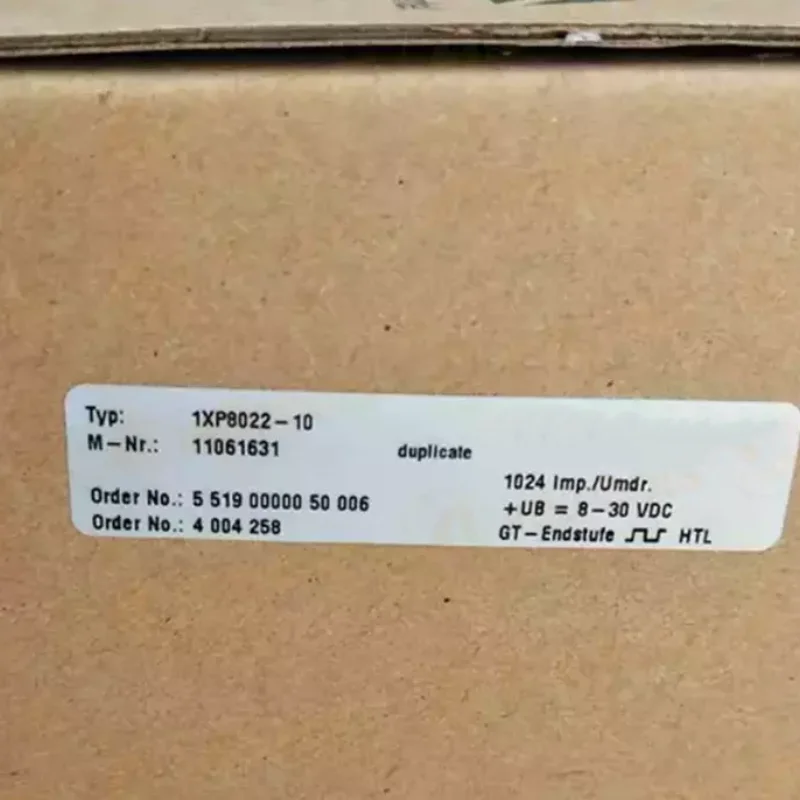 Typ: 1XP8022-10
M-Nr.: 11061631
duplicate
1024 Imp./Umdr.
Order No.: 5 519 00000 50 006
+UB = 8-30 VDC
Order No.: 4 004 258
GT-Endstufe HTL